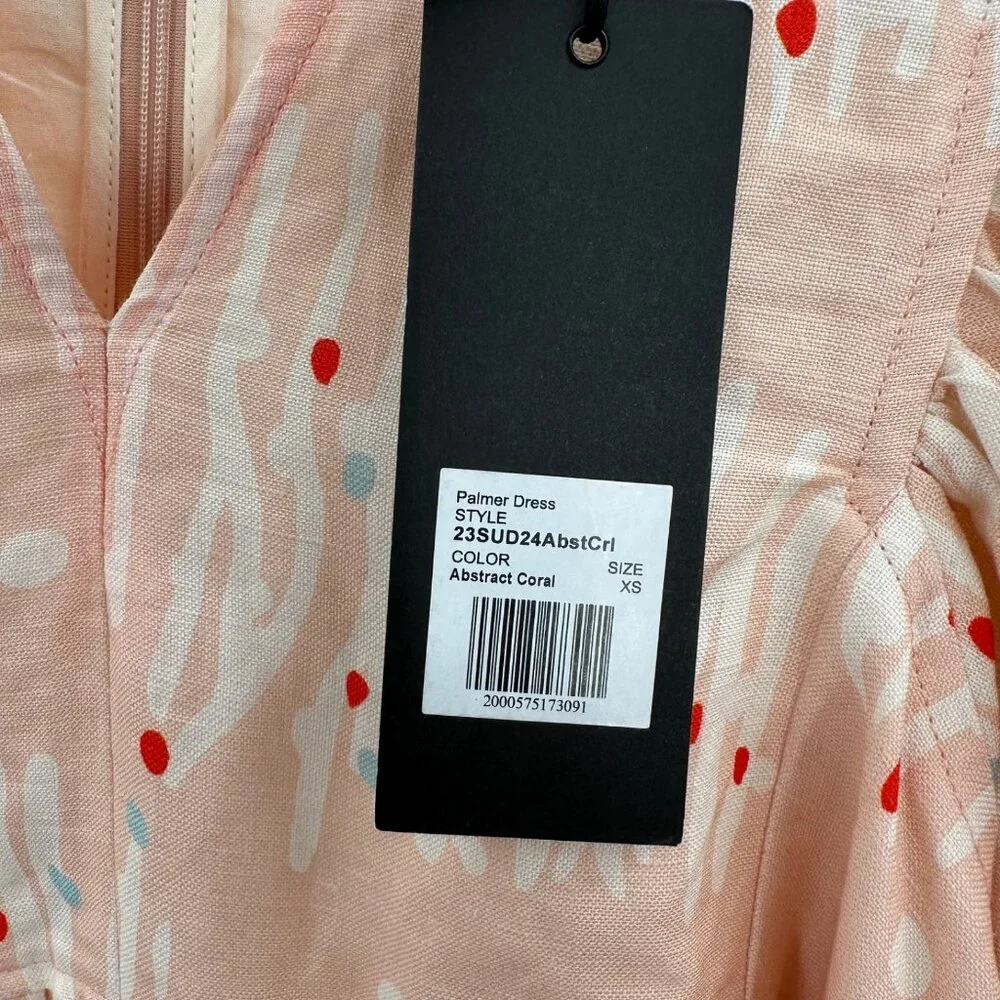 Palmer Dress
STYLE
23SUD24AbstCrl
COLOR SIZE
Abstract Coral XS
2000575173091